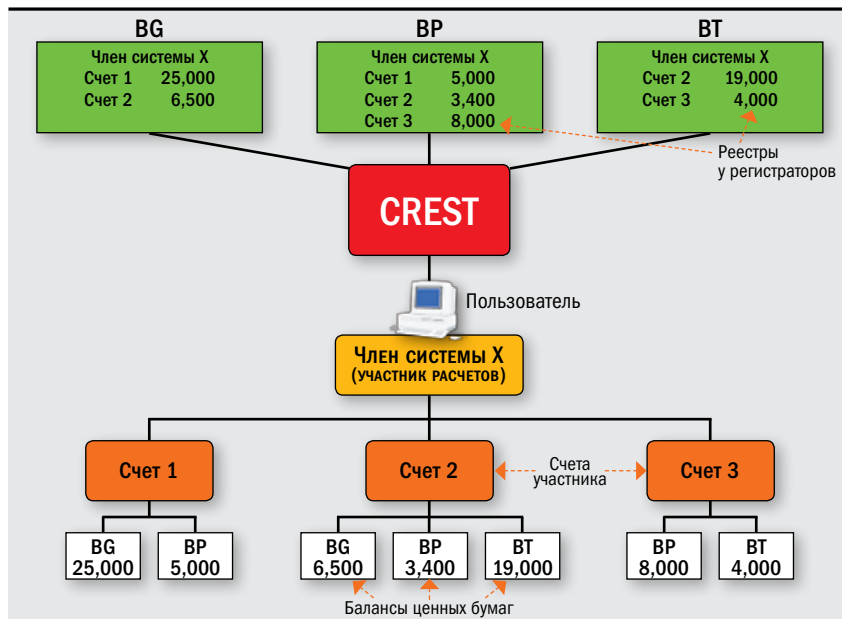 BG
BP
BT
Член системы X
Счет 1 25,000
Счет 2 6,500
Член системы X
Счет 1 5,000
Счет 2 3,400
Счет 3 8,000
Член системы X
Счет 2 19,000
Счет 3 4,000
Реестры
у регистраторов
CREST
Пользователь
Член системы X
(участник расчетов)
Счет 1
Счет 2
Счета
участника
Счет 3
BG
25,000
BP
5,000
BG
6,500
BP
3,400
BT
19,000
BP
8,000
BT
4,000
Балансы ценных бумаг